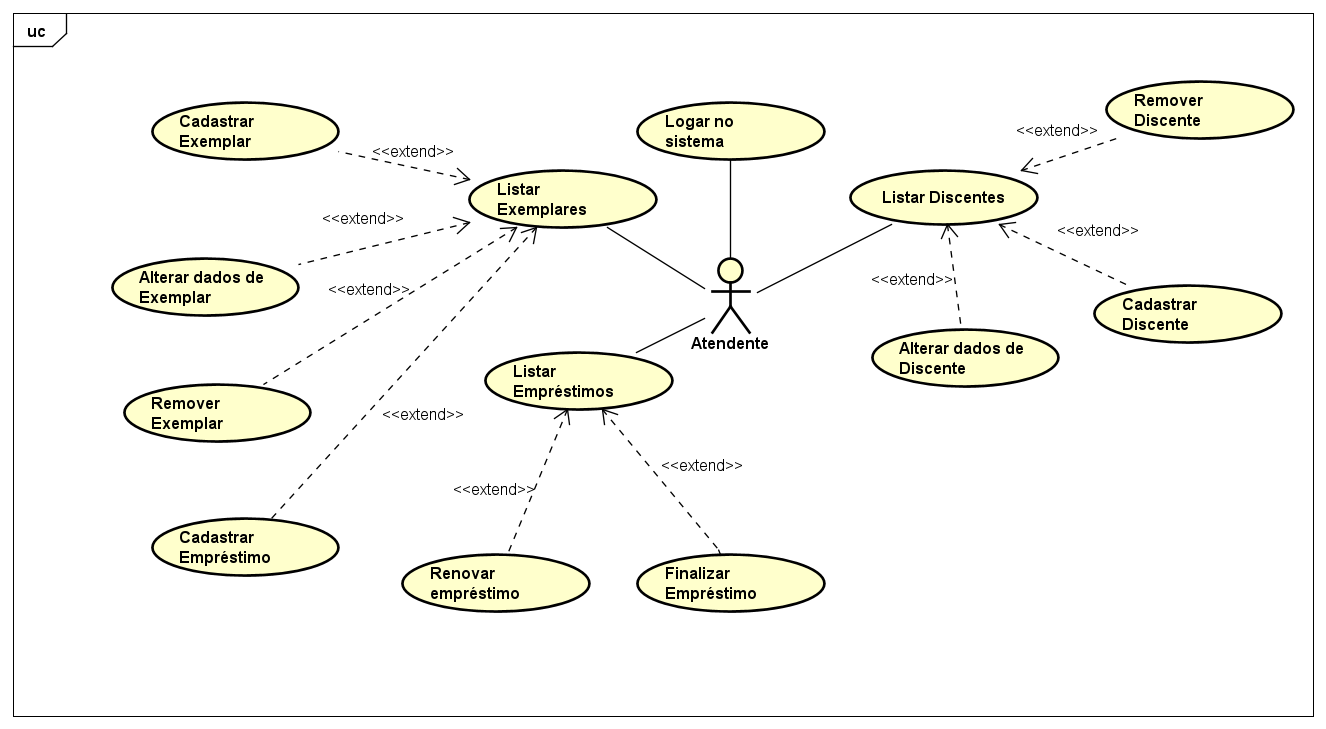 uc
Cadastrar
Exemplar
<<extend>>
Logar no
sistema
Remover
Discente
<<extend>>
Listar
Exemplares
Listar Discentes
<<extend>>
<<extend>>
Alterar dados de
Exemplar
<<extend>>
<<extend>>
Cadastrar
Discente
Atendente
Alterar dados de
Discente
Listar
Empréstimos
Remover
Exemplar
<<extend>>
<<extend>>
<<extend>>
Cadastrar
Empréstimo
Renovar
empréstimo
Finalizar
Empréstimo